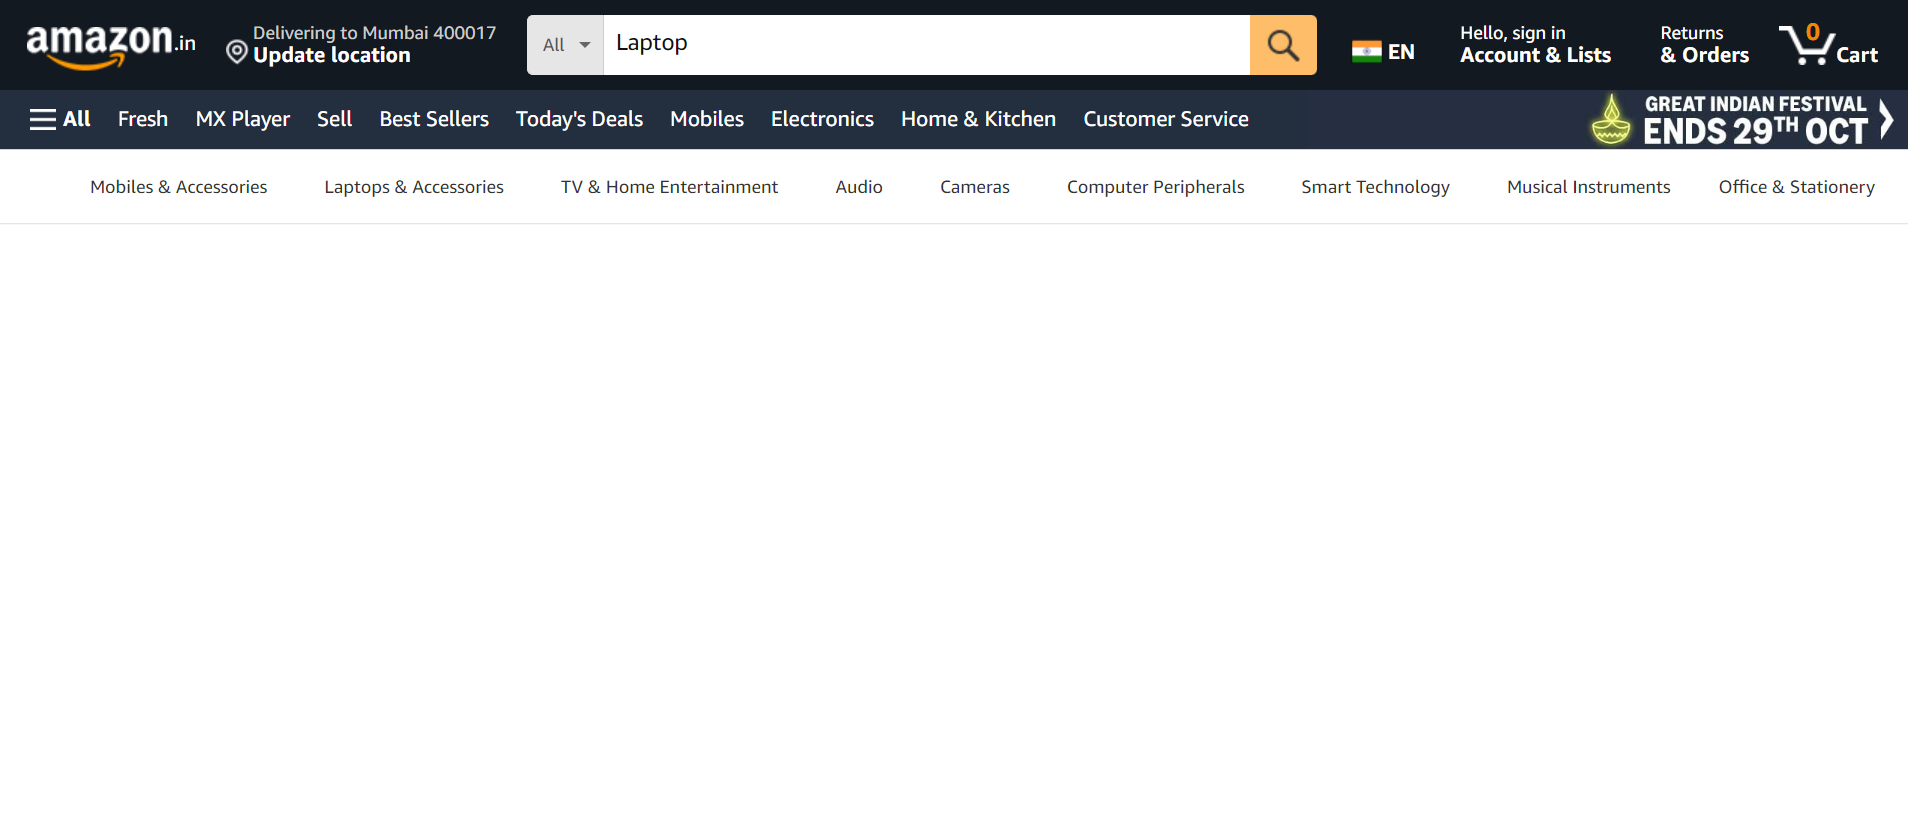 amazon.in
Delivering to Mumbai 400017
Update location
All
Laptop
EN
Hello, sign in
Account & Lists
Returns
& Orders
0
Cart
All
Fresh
MX Player
Sell
Best Sellers
Today's Deals
Mobiles
Electronics
Home & Kitchen
Customer Service
GREAT INDIAN FESTIVAL
ENDS 29TH OCT
Mobiles & Accessories
Laptops & Accessories
TV & Home Entertainment
Audio
Cameras
Computer Peripherals
Smart Technology
Musical Instruments
Office & Stationery